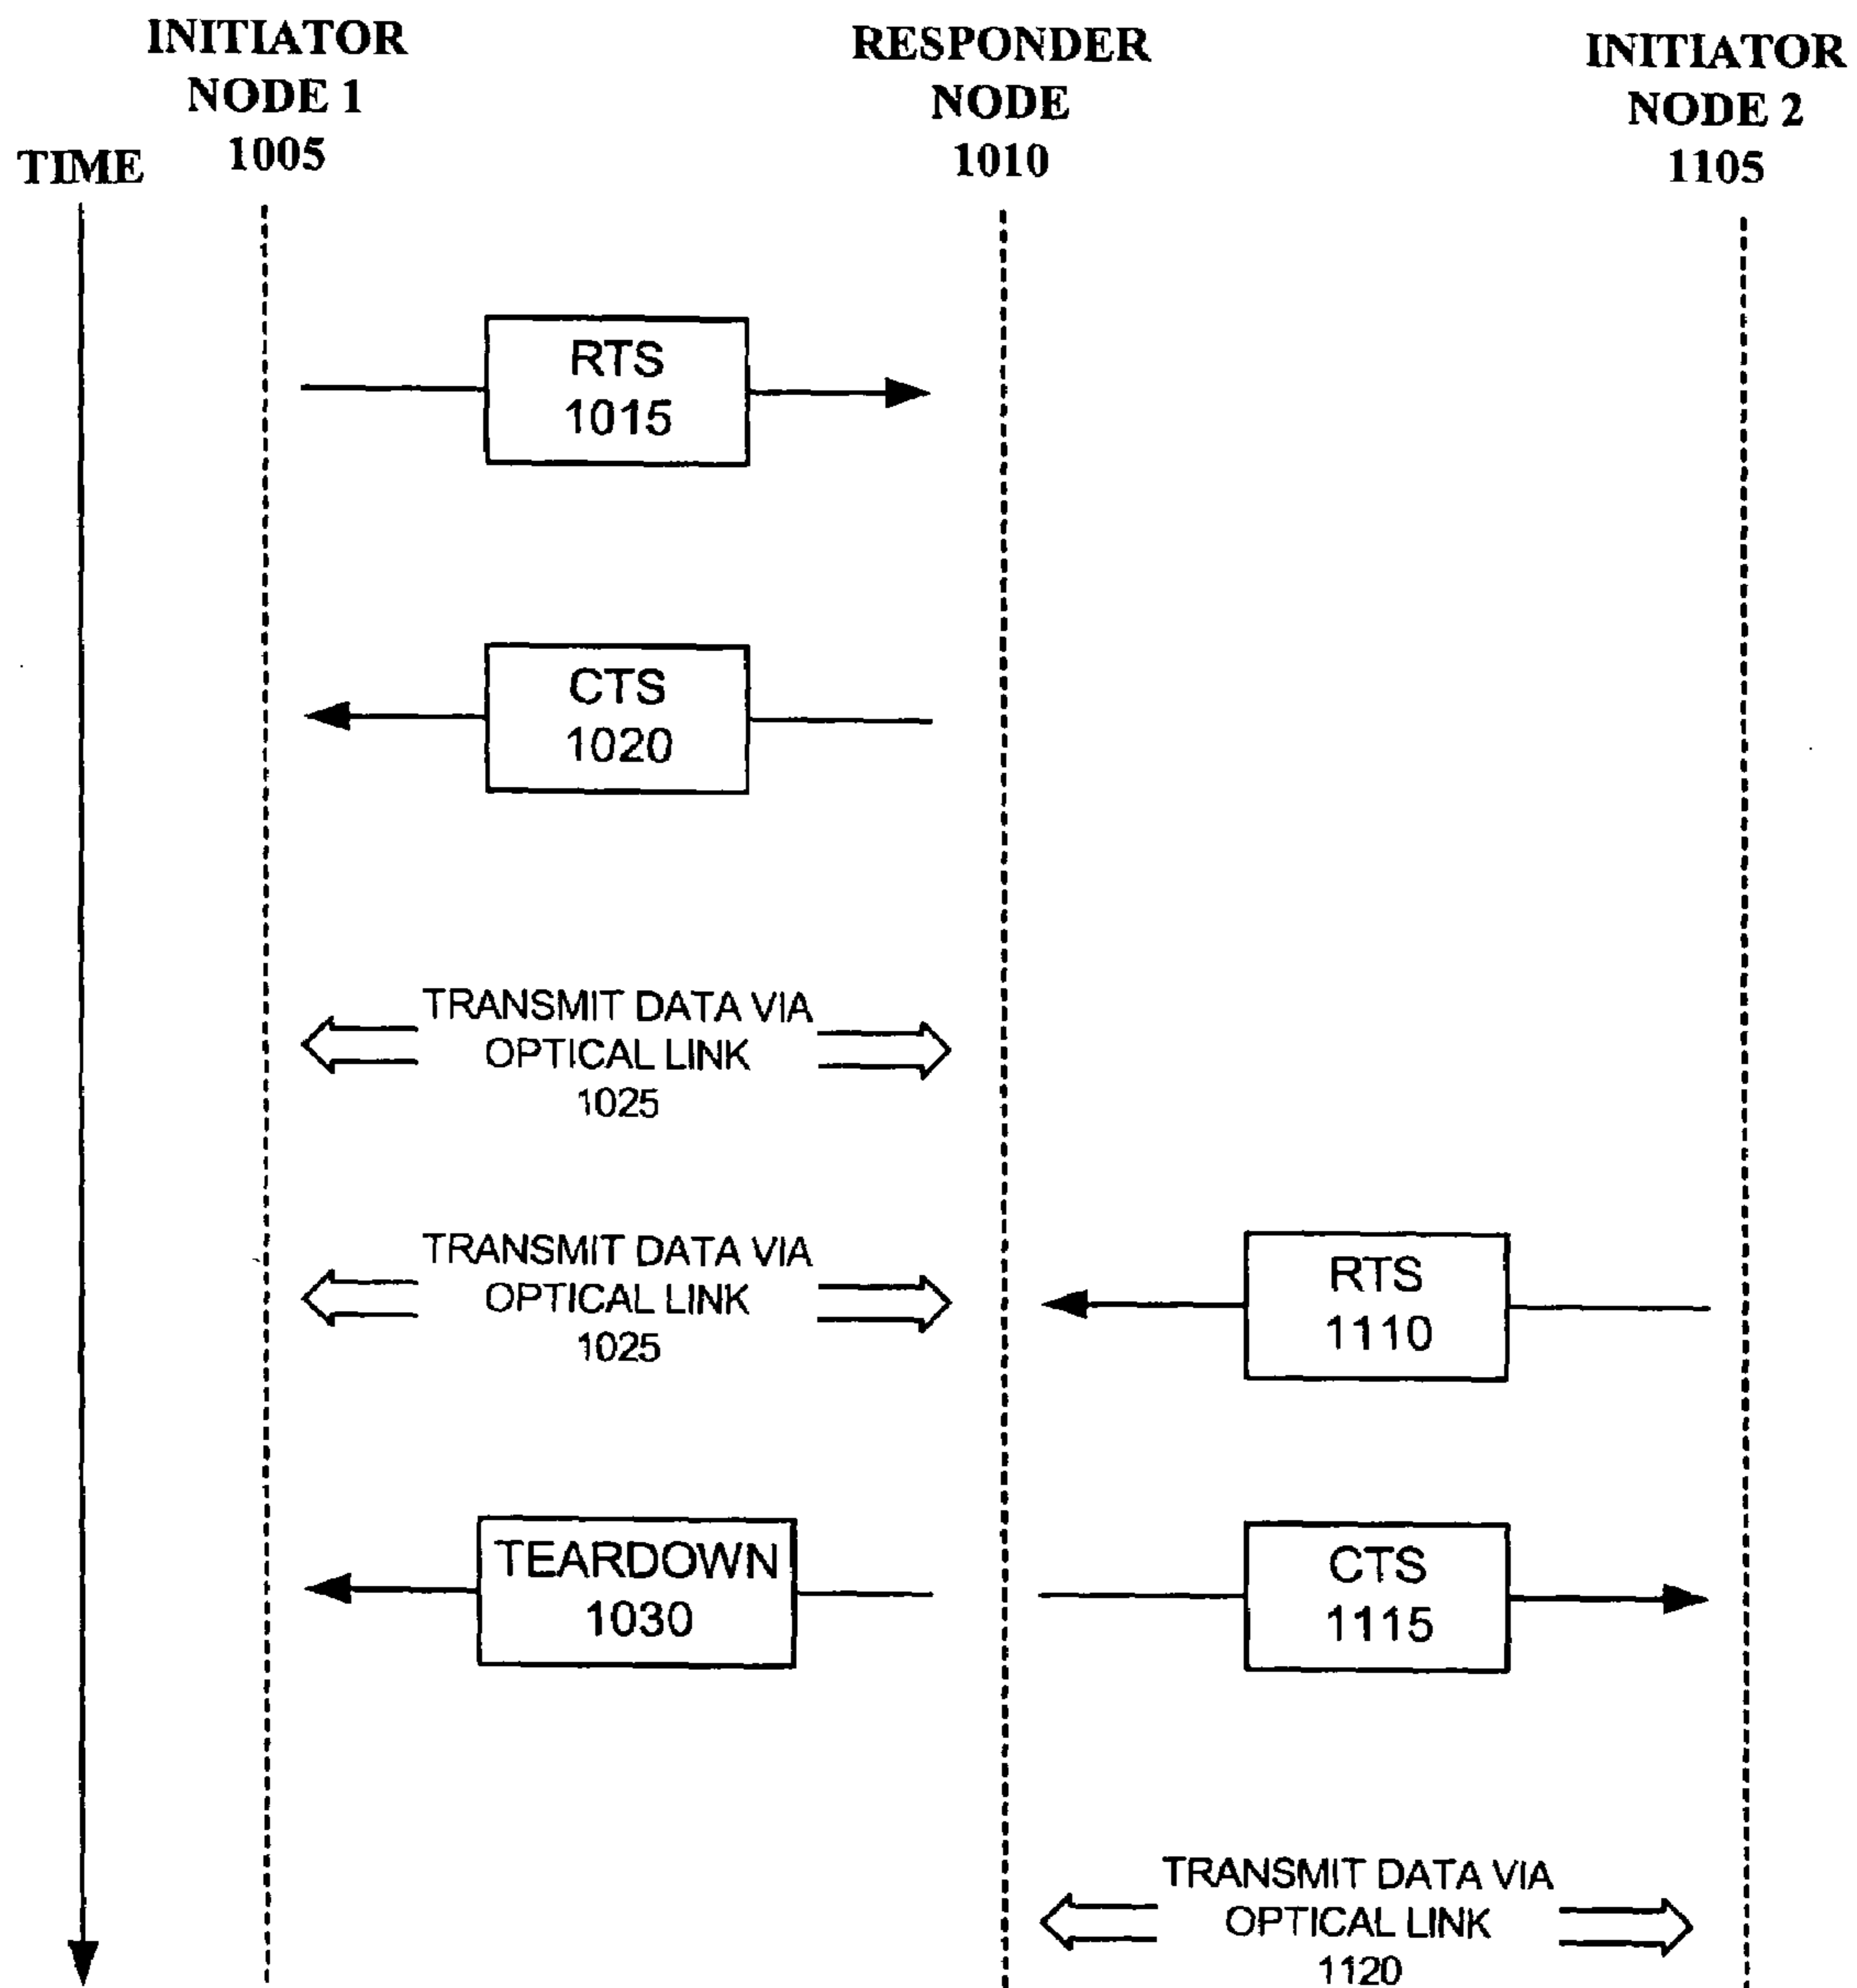 INITIATOR
NODE 1
1005
RESPONDER
NODE
1010
INITIATOR
NODE 2
1105
TIME
RTS
1015
CTS
1020
TRANSMIT DATA VIA
OPTICAL LINK
1025
TRANSMIT DATA VIA
OPTICAL LINK
1025
RTS
1110
TEARDOWN
1030
CTS
1115
TRANSMIT DATA VIA
OPTICAL LINK
1120